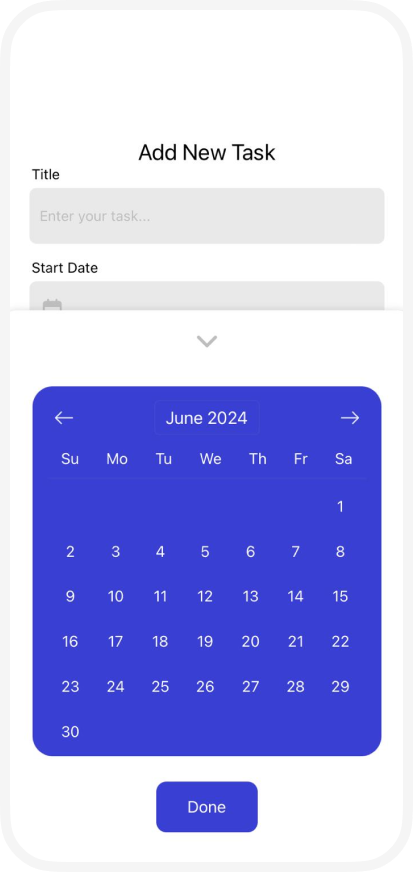 Add New Task
Title
Enter your task...
Start Date
June 2024
Su Mo Tu We Th Fr Sa
1
2 3 4 5 6 7 8
9 10 11 12 13 14 15
16 17 18 19 20 21 22
23 24 25 26 27 28 29
30
Done